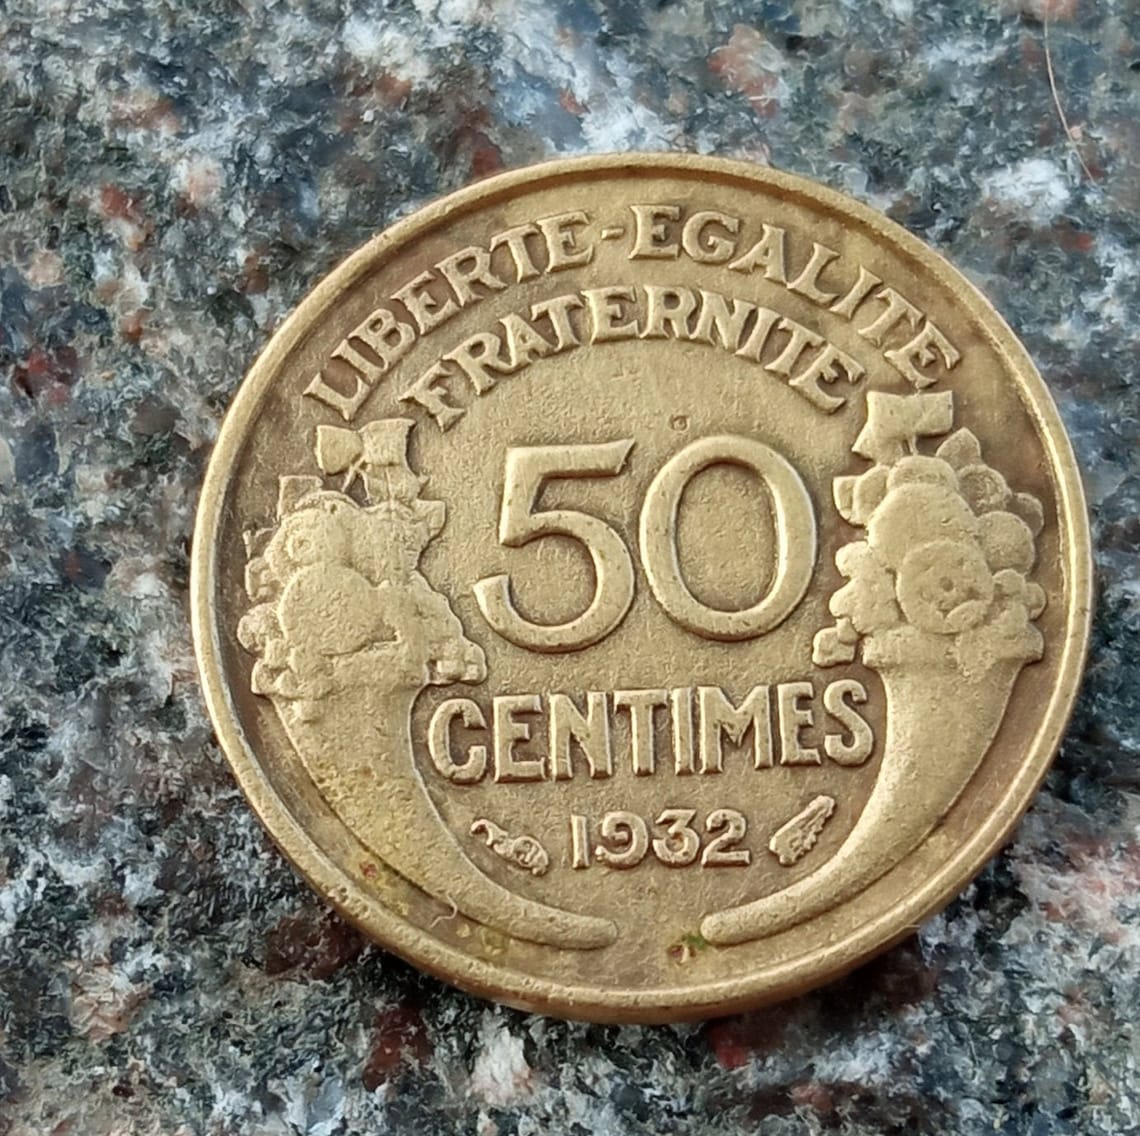 LIBERTE-EGALITE
FRATERNITE
50
CENTIMES
1932